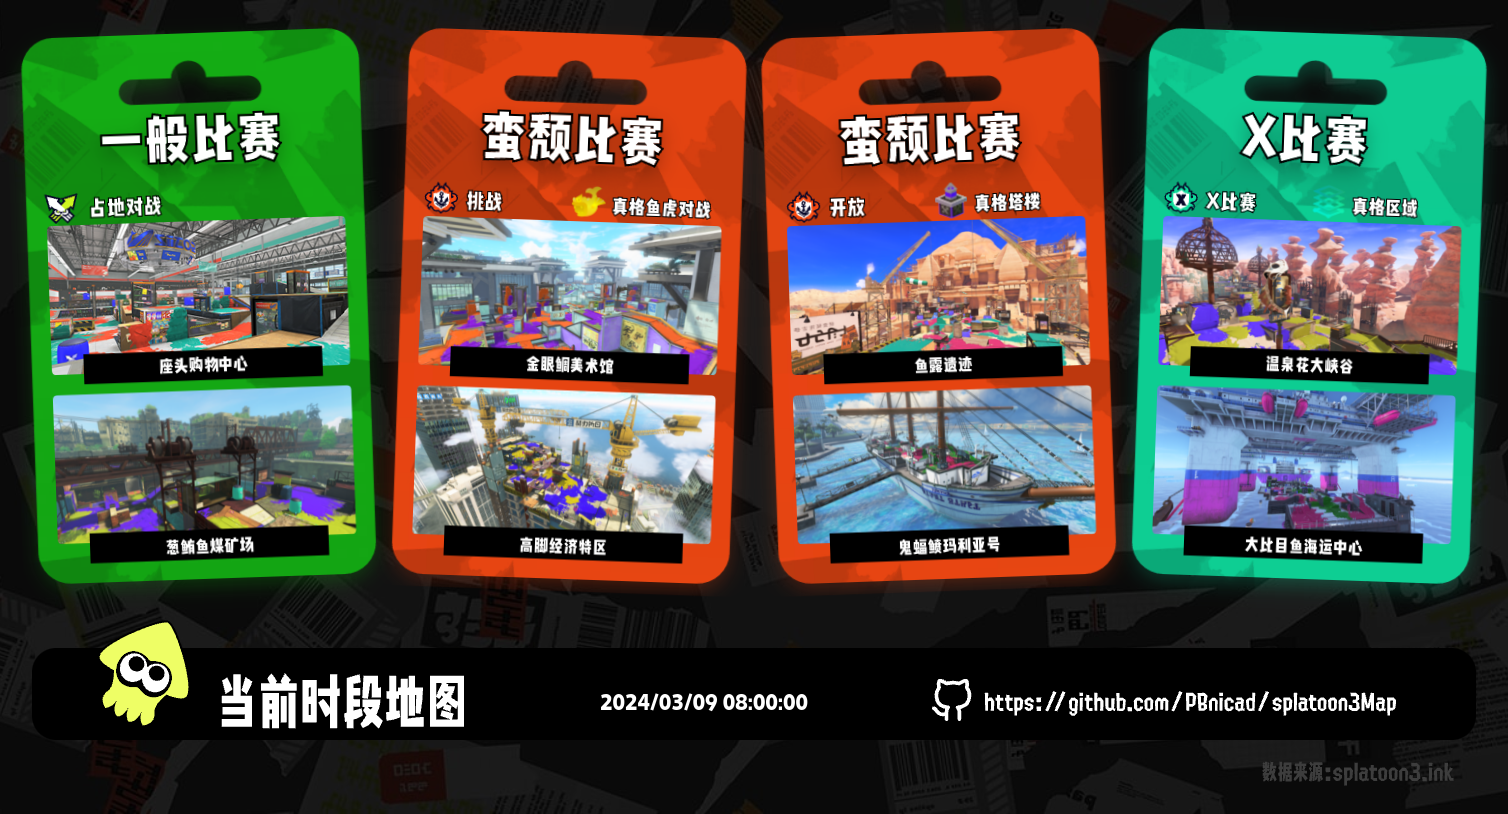 一般比赛
占地对战
座头购物中心
葱鲔鱼煤矿场
蛮颓比赛
挑战
真格鱼虎对战
金眼鲷美术馆
高脚经济特区
蛮颓比赛
开放
真格塔楼
鱼露遗迹
鬼蝠鲼玛利亚号
X比赛
X比赛
真格区域
温泉花大峡谷
大比目鱼海运中心
当前时段地图
2024/03/09 08:00:00
https://github.com/PBnicad/splatoon3Map
数据来源:splatoon3.ink